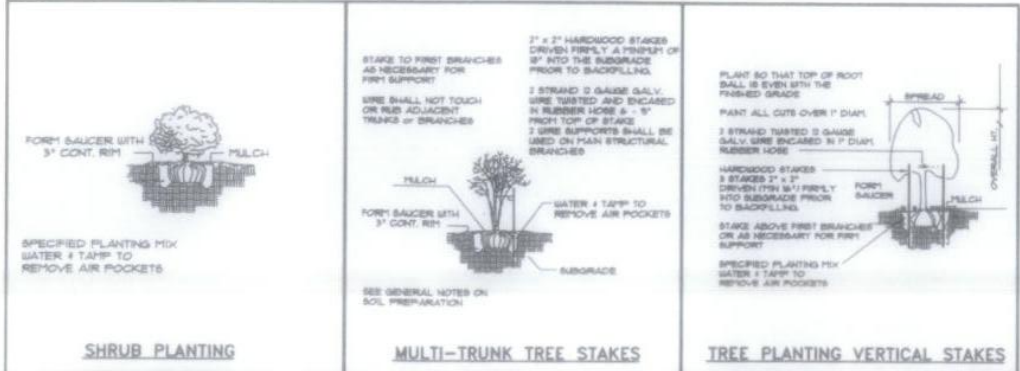 FORM SAUCER WITH
3" CONT. RIM
MULCH
SPECIFIED PLANTING MIX
WATER & TAMP TO
REMOVE AIR POCKETS
SHRUB PLANTING
STAKE TO FIRST BRANCHES
AS NECESSARY FOR
FIRM SUPPORT
WIRE SHALL NOT TOUCH
OR RUB ADJACENT
TRUNKS or BRANCHES
2" x 2" HARDWOOD STAKES
DRIVEN FIRMLY A MINIMUM OF
18" INTO THE SUBGRADE
PRIOR TO BACKFILLING.
2 STRAND 12 GAUGE GALV.
WIRE TWISTED AND ENCASED
IN RUBBER HOSE 6 - 9"
FROM TOP OF STAKE
2 WIRE SUPPORTS SHALL BE
USED ON MAIN STRUCTURAL
BRANCHES
MULCH
FORM SAUCER WITH
3" CONT. RIM
WATER & TAMP TO
REMOVE AIR POCKETS
SUBGRADE
SEE GENERAL NOTES ON
SOIL PREPARATION
MULTI-TRUNK TREE STAKES
PLANT SO THAT TOP OF ROOT
BALL IS EVEN WITH THE
FINISHED GRADE
PAINT ALL CUTS OVER 1" DIAM.
2 STRAND TWISTED 12 GAUGE
GALV. WIRE ENCASED IN 1" DIAM.
RUBBER HOSE
HARDWOOD STAKES
3 STAKES 2" x 2"
DRIVEN (MIN 18") FIRMLY
INTO SUBGRADE PRIOR
TO BACKFILLING.
STAKE ABOVE FIRST BRANCHES
OR AS NECESSARY FOR FIRM
SUPPORT
SPECIFIED PLANTING MIX
WATER & TAMP TO
REMOVE AIR POCKETS
SPREAD
OVERALL HT.
FORM
SAUCER
MULCH
TREE PLANTING VERTICAL STAKES